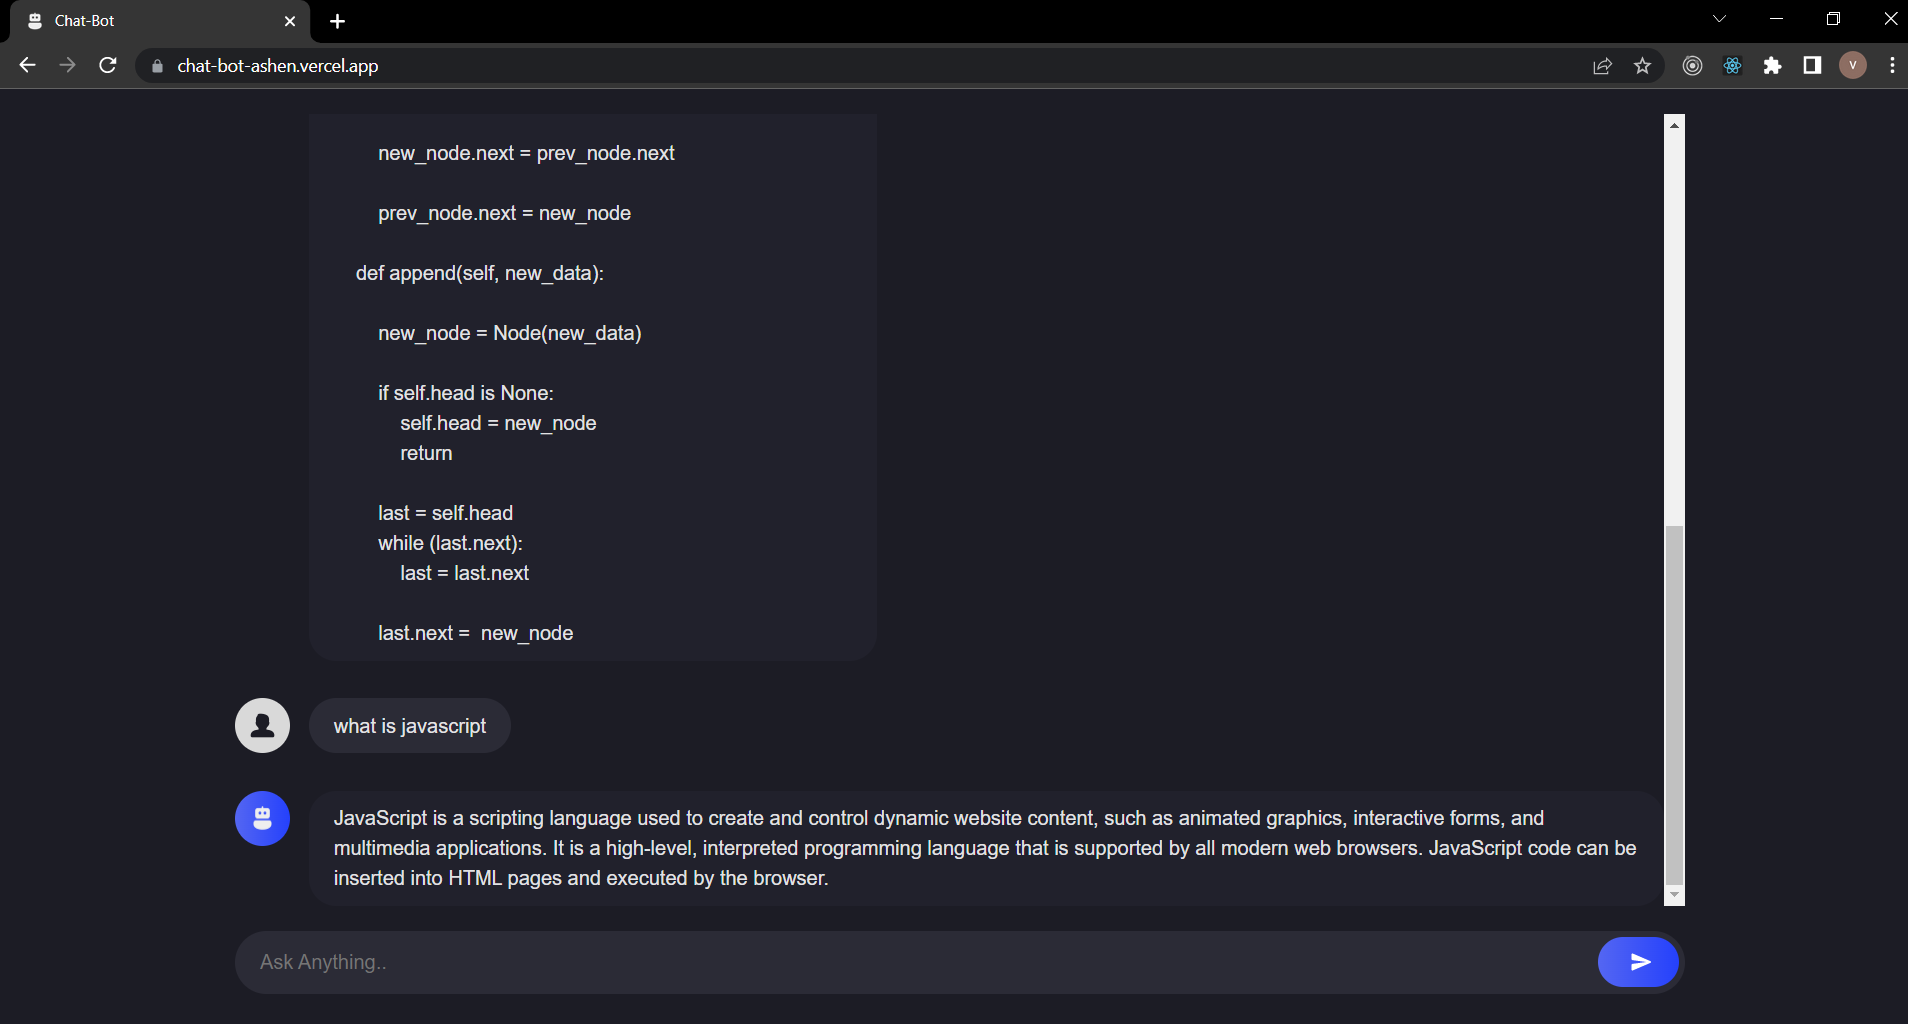 Chat-Bot
chat-bot-ashen.vercel.app
V
new_node.next = prev_node.next
prev_node.next = new_node
def append(self, new_data):
new_node = Node(new_data)
if self.head is None:
self.head = new_node
return
last = self.head
while (last.next):
last = last.next
last.next =  new_node
what is javascript
JavaScript is a scripting language used to create and control dynamic website content, such as animated graphics, interactive forms, and
multimedia applications. It is a high-level, interpreted programming language that is supported by all modern web browsers. JavaScript code can be
inserted into HTML pages and executed by the browser.
Ask Anything..